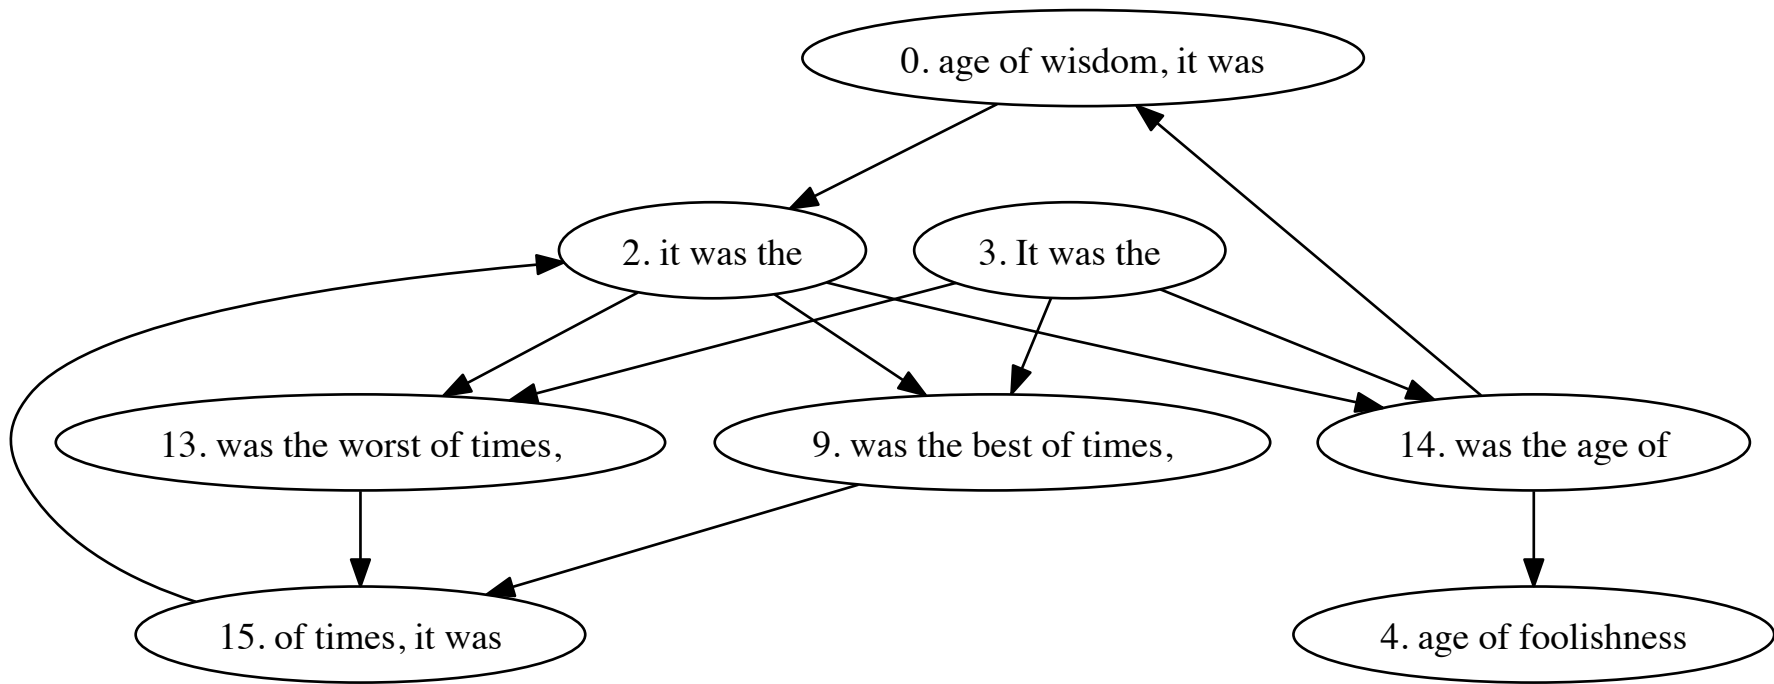 0. age of wisdom, it was
2. it was the
3. It was the
13. was the worst of times,
9. was the best of times,
14. was the age of
15. of times, it was
4. age of foolishness